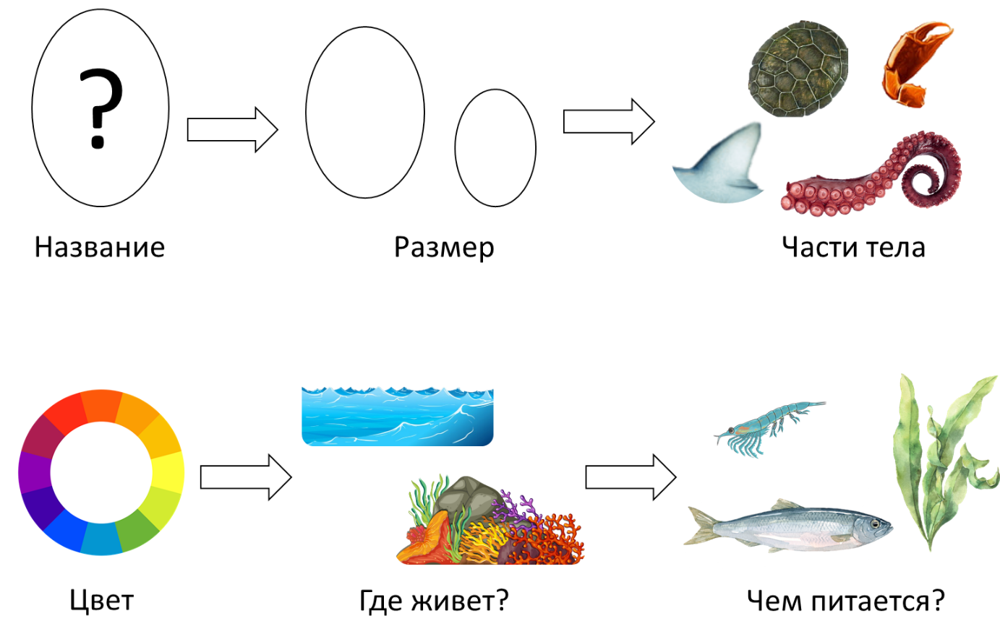 ?
Название
Размер
Части тела
Цвет
Где живет?
Чем питается?